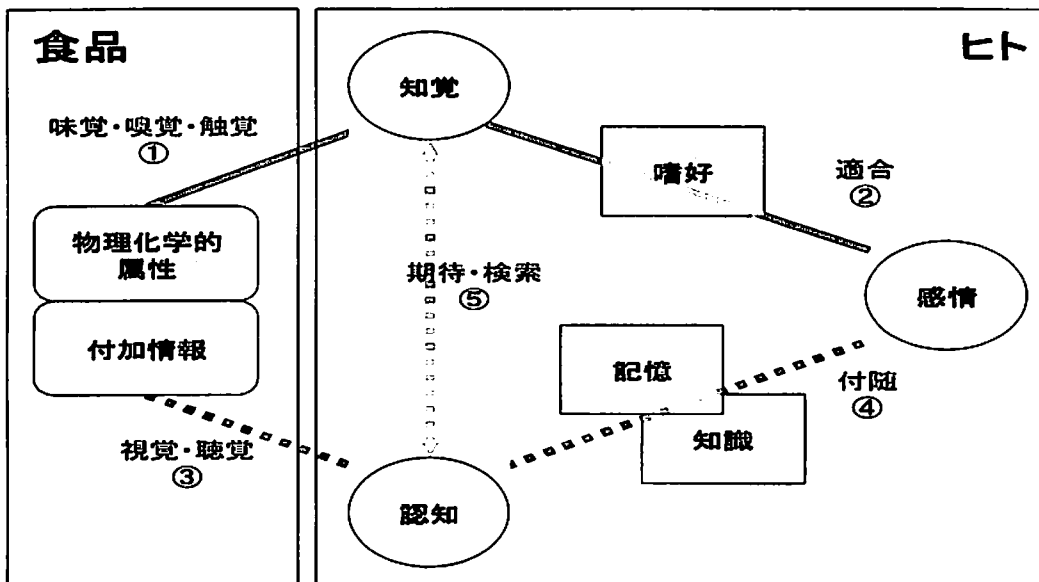 食品
ヒト
知覚
味覚・嗅覚・触覚
①
嗜好
適合
②
物理化学的
属性
期待・検索
⑤
感情
付加情報
記憶
付随
④
知識
視覚・聴覚
③
認知